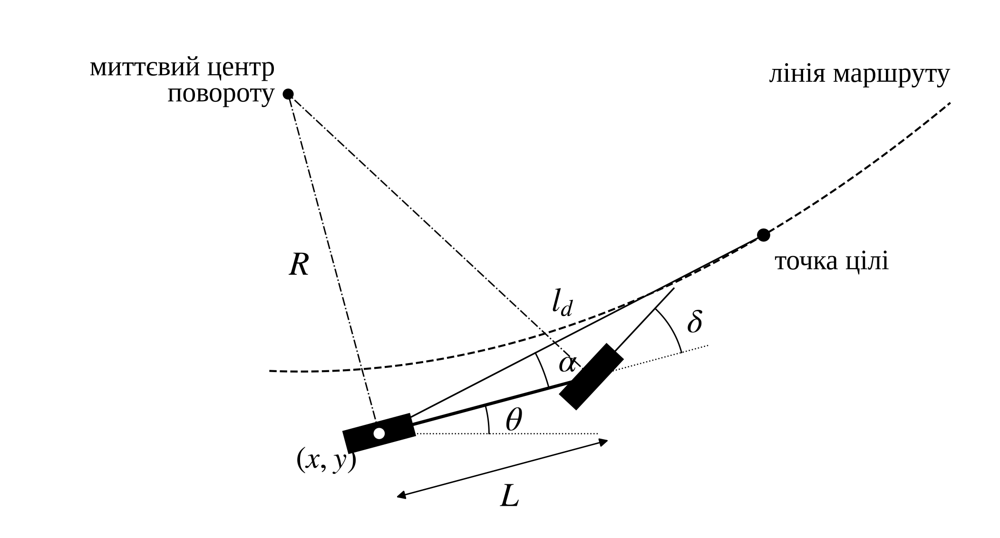 миттєвий центр
повороту
лінія маршруту
R
точка цілі
l_d
δ
α
θ
(x, y)
L